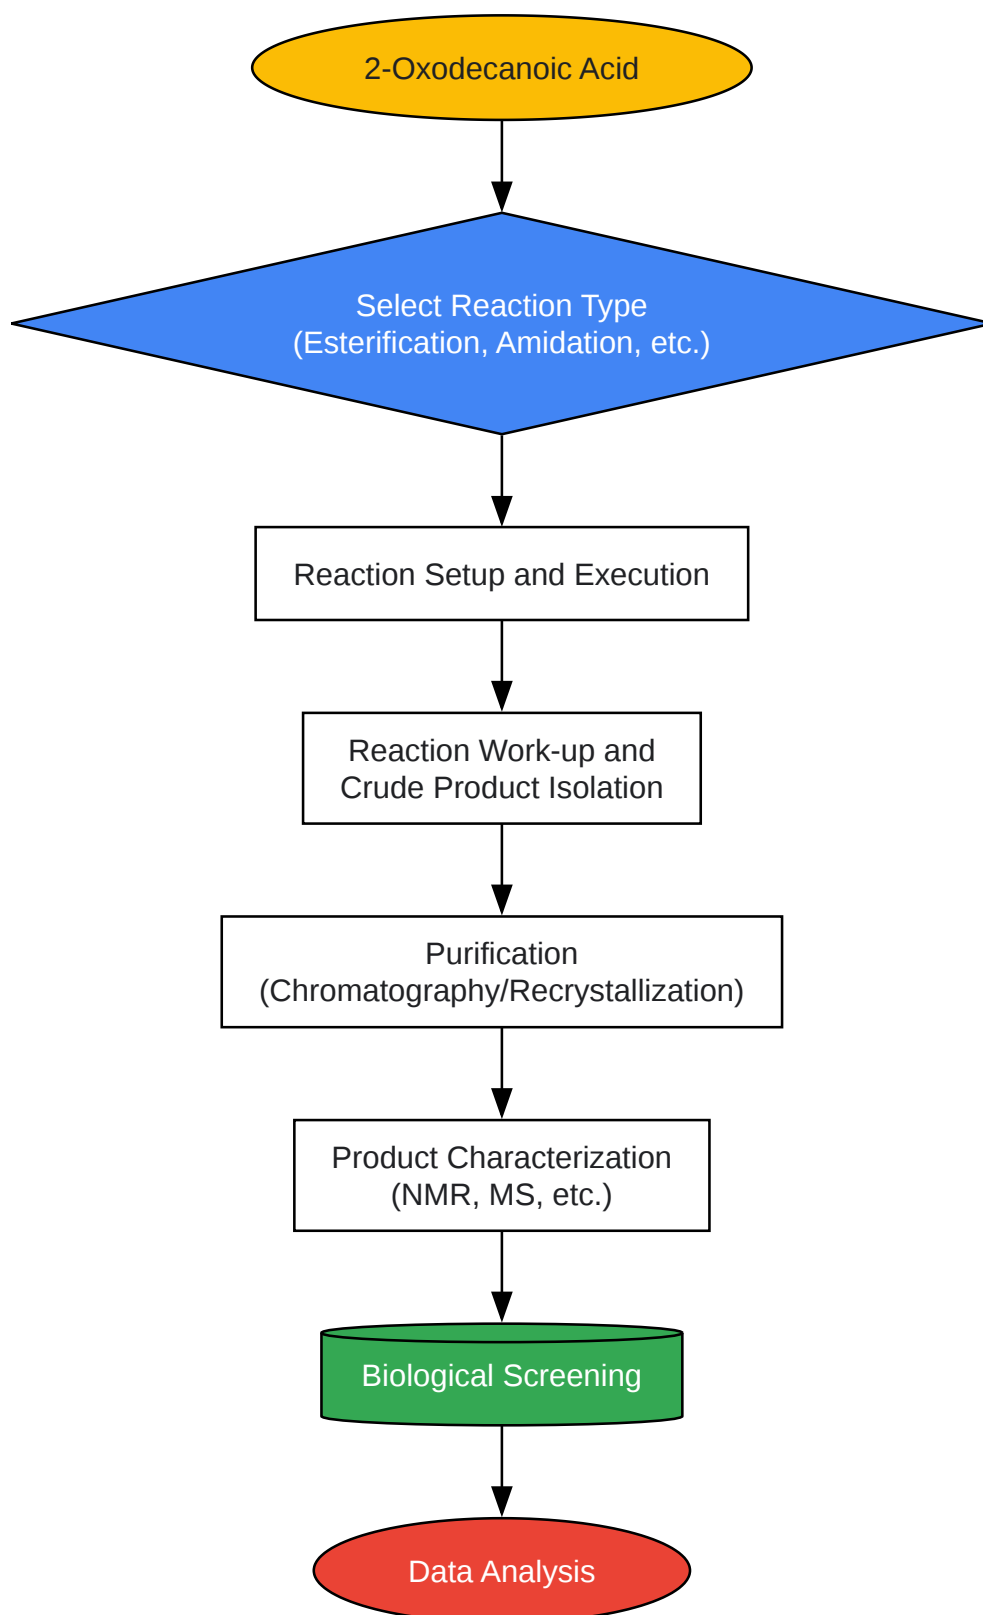 2-Oxodecanoic Acid
Select Reaction Type
(Esterification, Amidation, etc.)
Reaction Setup and Execution
Reaction Work-up and
Crude Product Isolation
Purification
(Chromatography/Recrystallization)
Product Characterization
(NMR, MS, etc.)
Biological Screening
Data Analysis